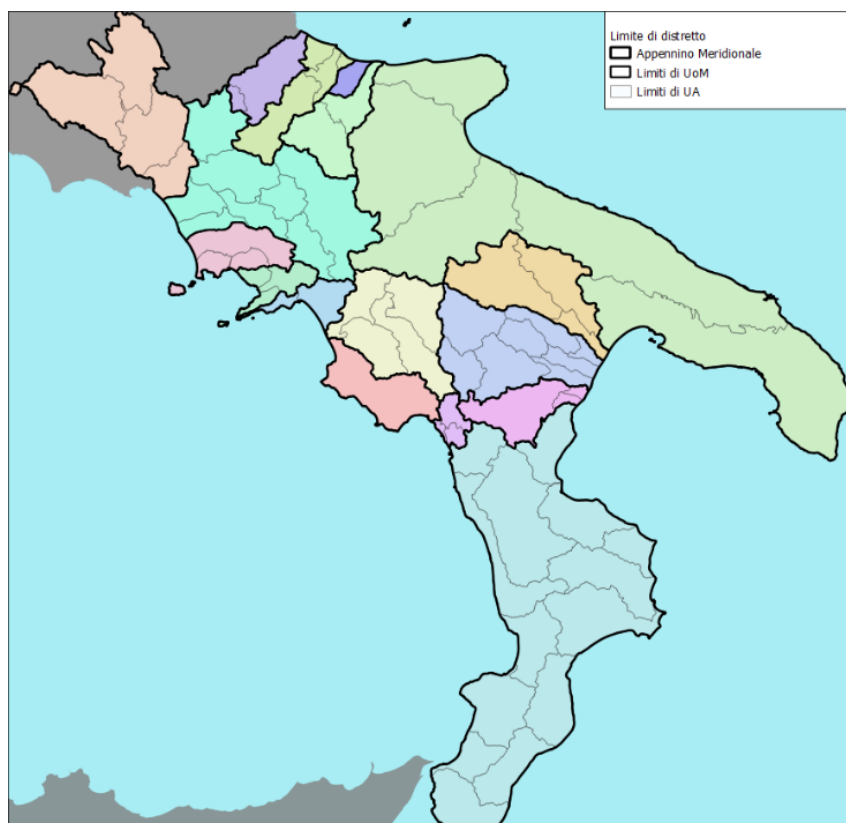 Limite di distretto
Appennino Meridionale
Limiti di UoM
Limiti di UA